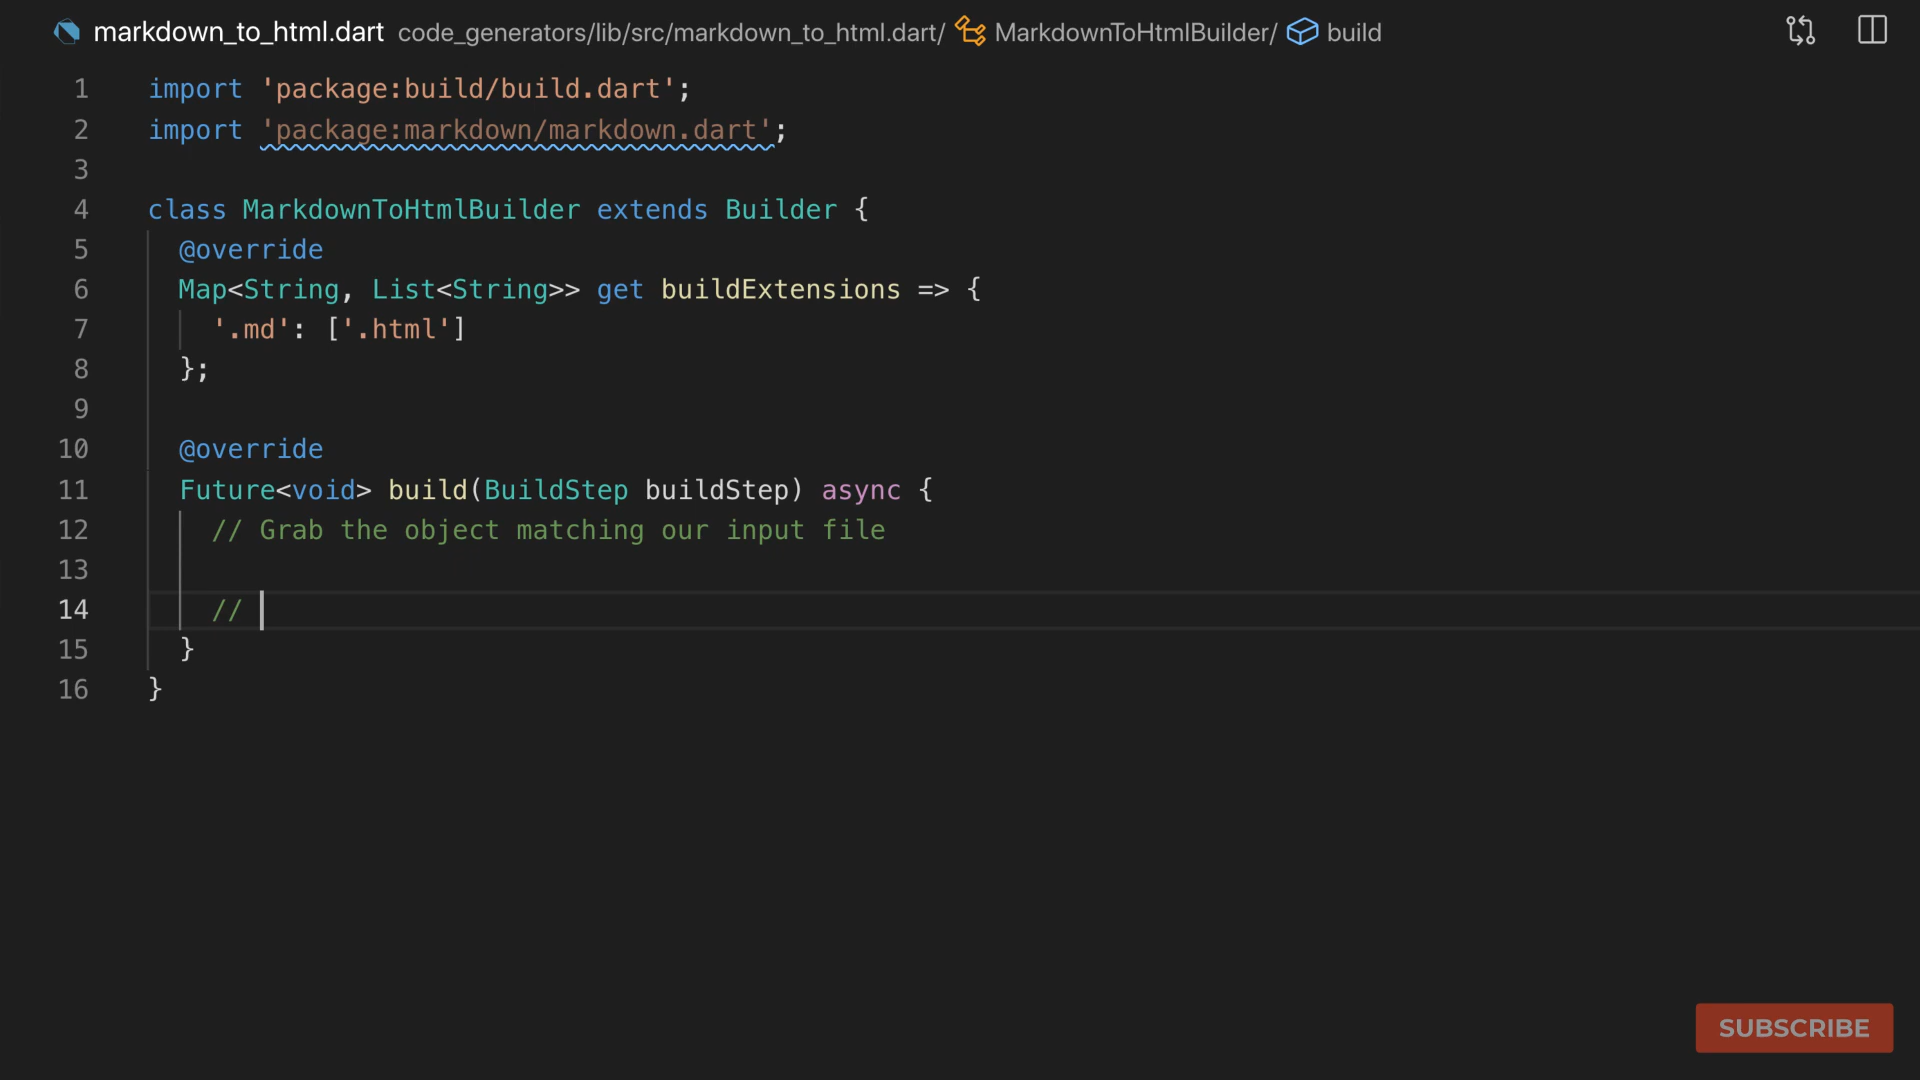 markdown_to_html.dart code_generators/lib/src/markdown_to_html.dart/ MarkdownToHtmlBuilder/ build
1 import 'package:build/build.dart';
2 import 'package:markdown/markdown.dart';
3
4 class MarkdownToHtmlBuilder extends Builder {
5 @override
6 Map<String, List<String>> get buildExtensions => {
7 '.md': ['.html']
8 };
9
10 @override
11 Future<void> build(BuildStep buildStep) async {
12 // Grab the object matching our input file
13
14 //
15 }
16 }
SUBSCRIBE